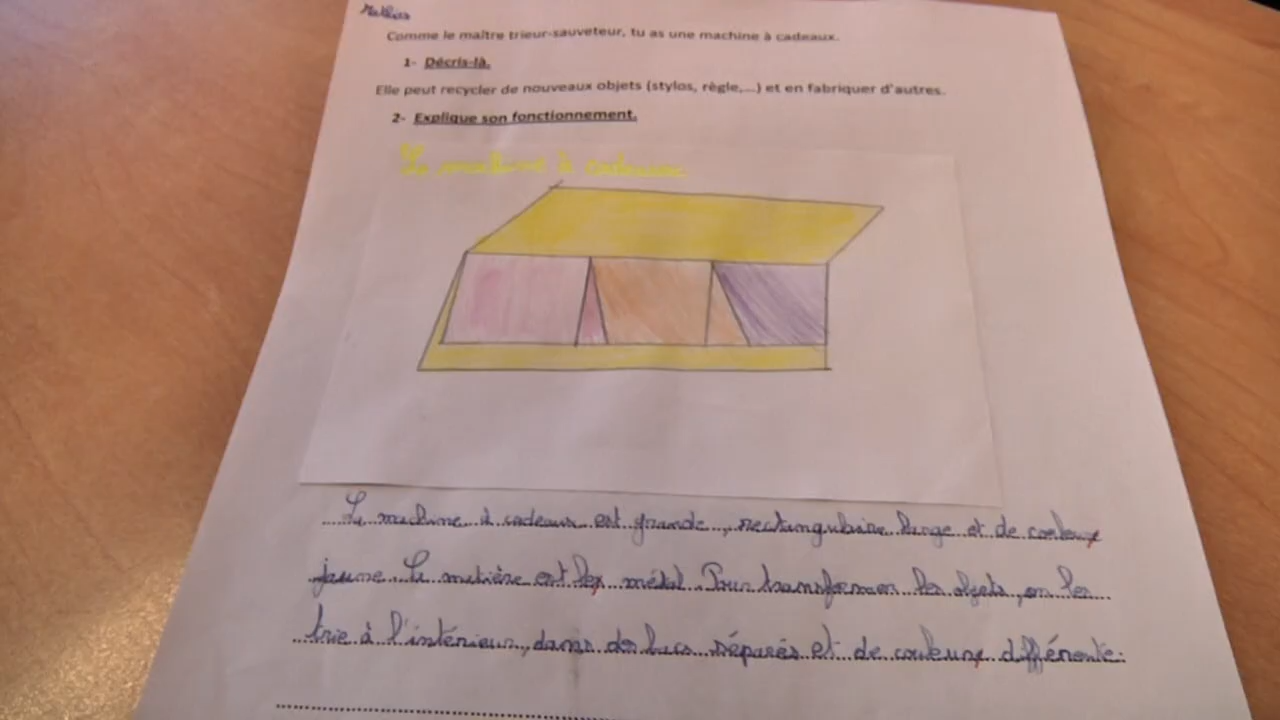 Comme le maître trieur-sauveteur, tu as une machine à cadeaux.
1- Décris-là.
Elle peut recycler de nouveaux objets (stylos, règle,...) et en fabriquer d'autres.
2- Explique son fonctionnement.
La machine à cadeaux
La machine à cadeaux est grande, rectangulaire large et de couleur
jaune. La matière est les métal. Pour transformer les objets, on les
trie à l'intérieur, dans des bacs séparés et de couleur différente.